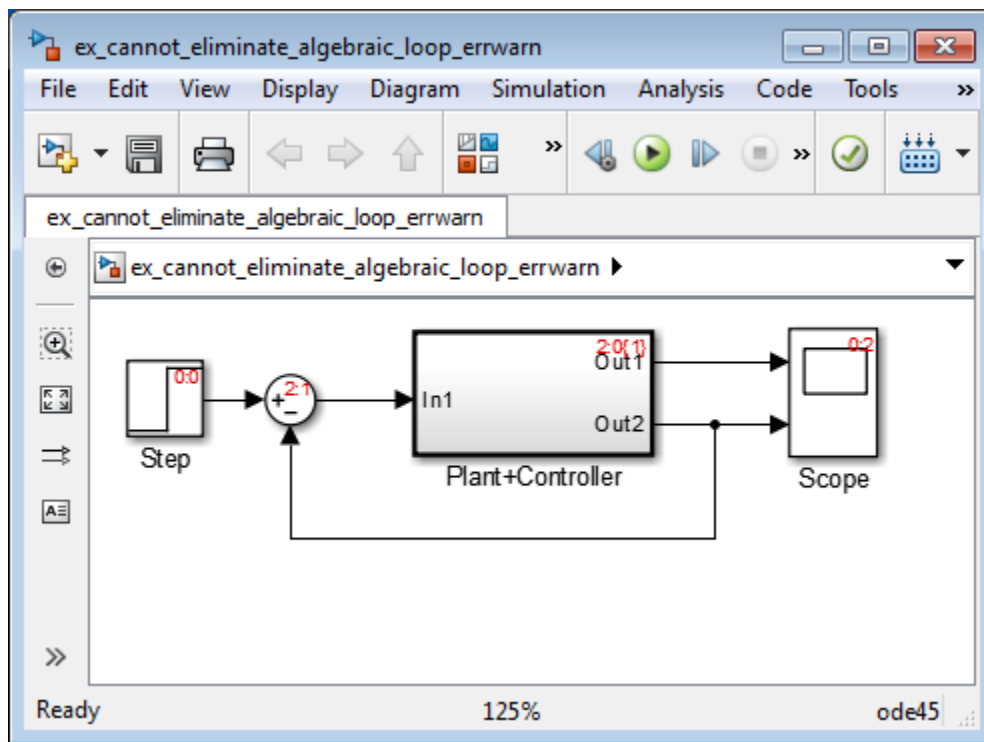 ex_cannot_eliminate_algebraic_loop_errwarn
File Edit View Display Diagram Simulation Analysis Code Tools »
» »
ex_cannot_eliminate_algebraic_loop_errwarn
ex_cannot_eliminate_algebraic_loop_errwarn
0:0
Step
+
−
2:1
In1
2:0{1}
Out1
Out2
Plant+Controller
0:2
Scope
A
»
Ready 125% ode45